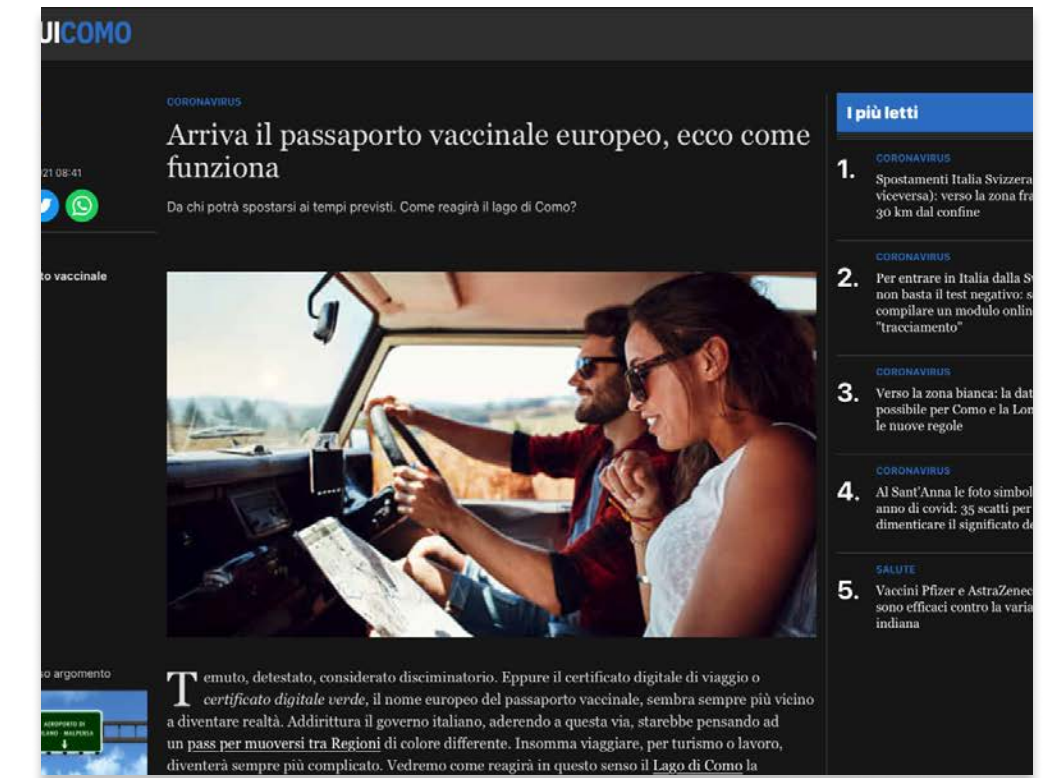 UICOMO
CORONAVIRUS
Arriva il passaporto vaccinale europeo, ecco come
funziona
Da chi potrà spostarsi ai tempi previsti. Come reagirà il lago di Como?
21 08:41
to vaccinale
I più letti
1.
CORONAVIRUS
Spostamenti Italia Svizzera
viceversa): verso la zona fra
30 km dal confine
2.
CORONAVIRUS
Per entrare in Italia dalla Sv
non basta il test negativo: s
compilare un modulo onlin
"tracciamento"
3.
CORONAVIRUS
Verso la zona bianca: la dat
possibile per Como e la Lon
le nuove regole
4.
CORONAVIRUS
Al Sant'Anna le foto simbol
anno di covid: 35 scatti per
dimenticare il significato de
5.
SALUTE
Vaccini Pfizer e AstraZenec
sono efficaci contro la varia
indiana
so argomento
AEROPORTO DI
MILANO - MALPENSA
Temuto, detestato, considerato disciminatorio. Eppure il certificato digitale di viaggio o
certificato digitale verde, il nome europeo del passaporto vaccinale, sembra sempre più vicino
a diventare realtà. Addirittura il governo italiano, aderendo a questa via, starebbe pensando ad
un pass per muoversi tra Regioni di colore differente. Insomma viaggiare, per turismo o lavoro,
diventerà sempre più complicato. Vedremo come reagirà in questo senso il Lago di Como la